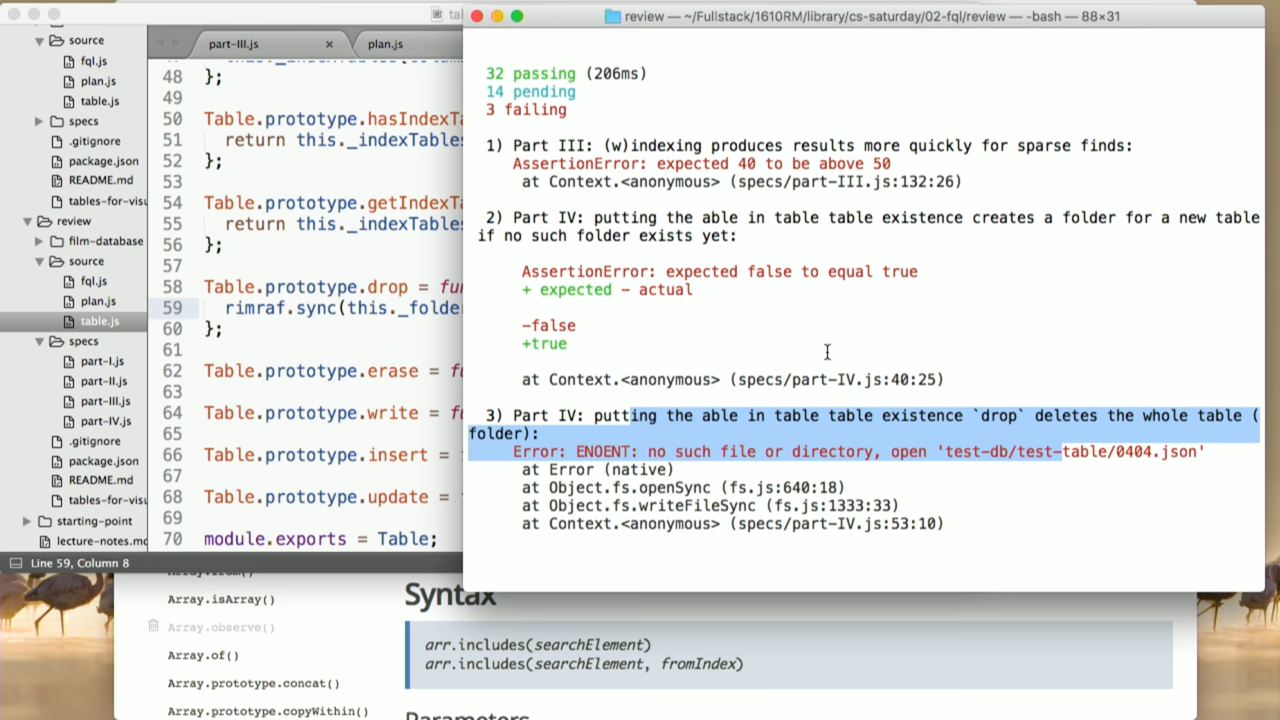 review — ~/Fullstack/1610RM/library/cs-saturday/02-fql/review — -bash — 88×31
source
fql.js
plan.js
table.js
specs
.gitignore
package.json
README.md
tables-for-visu
review
film-database
source
fql.js
plan.js
table.js
specs
part-I.js
part-II.js
part-III.js
part-IV.js
.gitignore
package.json
README.md
tables-for-visu
starting-point
lecture-notes.md
Line 59, Column 8
part-III.js ×
plan.js
48 };
49
50 Table.prototype.hasIndexTa
51 return this._indexTables
52 };
53
54 Table.prototype.getIndexTa
55 return this._indexTables
56 };
57
58 Table.prototype.drop = fun
59 rimraf.sync(this._folde
60 };
61
62 Table.prototype.erase = fu
63
64 Table.prototype.write = fu
65
66 Table.prototype.insert =
67
68 Table.prototype.update =
69
70 module.exports = Table;
32 passing (206ms)
14 pending
3 failing
1) Part III: (w)indexing produces results more quickly for sparse finds:
AssertionError: expected 40 to be above 50
at Context.<anonymous> (specs/part-III.js:132:26)
2) Part IV: putting the able in table table existence creates a folder for a new table
if no such folder exists yet:
AssertionError: expected false to equal true
+ expected - actual
-false
+true
at Context.<anonymous> (specs/part-IV.js:40:25)
3) Part IV: putting the able in table table existence `drop` deletes the whole table (
folder):
Error: ENOENT: no such file or directory, open 'test-db/test-table/0404.json'
at Error (native)
at Object.fs.openSync (fs.js:640:18)
at Object.fs.writeFileSync (fs.js:1333:33)
at Context.<anonymous> (specs/part-IV.js:53:10)
Array.isArray()
Array.observe()
Array.of()
Array.prototype.concat()
Array.prototype.copyWithin()
Syntax
arr.includes(searchElement)
arr.includes(searchElement, fromIndex)
Parameters